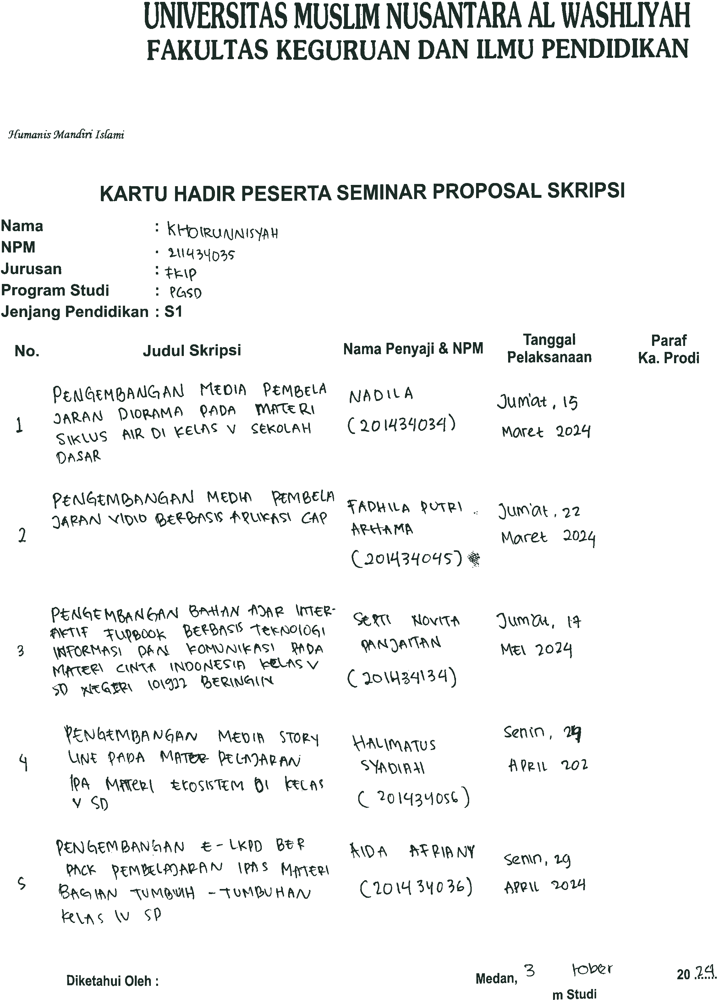 UNIVERSITAS MUSLIM NUSANTARA AL WASHLIYAH
FAKULTAS KEGURUAN DAN ILMU PENDIDIKAN
Humanis Mandiri Islami
KARTU HADIR PESERTA SEMINAR PROPOSAL SKRIPSI
Nama : KHOIRUNNISYAH
NPM : 211434035
Jurusan : FKIP
Program Studi : PGSD
Jenjang Pendidikan : S1
No. Judul Skripsi Nama Penyaji & NPM Tanggal Pelaksanaan Paraf Ka. Prodi
1
PENGEMBANGAN MEDIA PEMBELA
JARAN DIORAMA PADA MATERI
SIKLUS AIR DI KELAS V SEKOLAH
DASAR
NADILA
(201434034)
Jum'at, 15
Maret 2024
2
PENGEMBANGAN MEDIA PEMBELA
JARAN VIDIO BERBASIS APLIKASI CAP
FADHILA PUTRI
ARHAMA
(201434045)
Jum'at, 22
Maret 2024
3
PENGEMBANGAN BAHAN AJAR INTER-
AKTIF FLIPBOOK BERBASIS TEKNOLOGI
INFORMASI DAN KOMUNIKASI PADA
MATERI CINTA INDONESIA KELAS V
SD NEGERI 101922 BERINGIN
SEPTI NOVITA
PANJAITAN
(201434134)
Jum'at, 17
MEI 2024
4
PENGEMBANGAN MEDIA STORY
LINE PADA MATER PELAJARAN
IPA MATERI EKOSISTEM DI KELAS
V SD
HALIMATUS
SYADIAH
(201434056)
Senin, 29
APRIL 202
5
PENGEMBANGAN E-LKPD BER
PACK PEMBELAJARAN IPAS MATERI
BAGIAN TUMBUH-TUMBUHAN
KELAS IV SD
AIDA AFRIANY
(201434036)
Senin, 29
APRIL 2024
Diketahui Oleh :
Medan, 3 tober 2024
m Studi